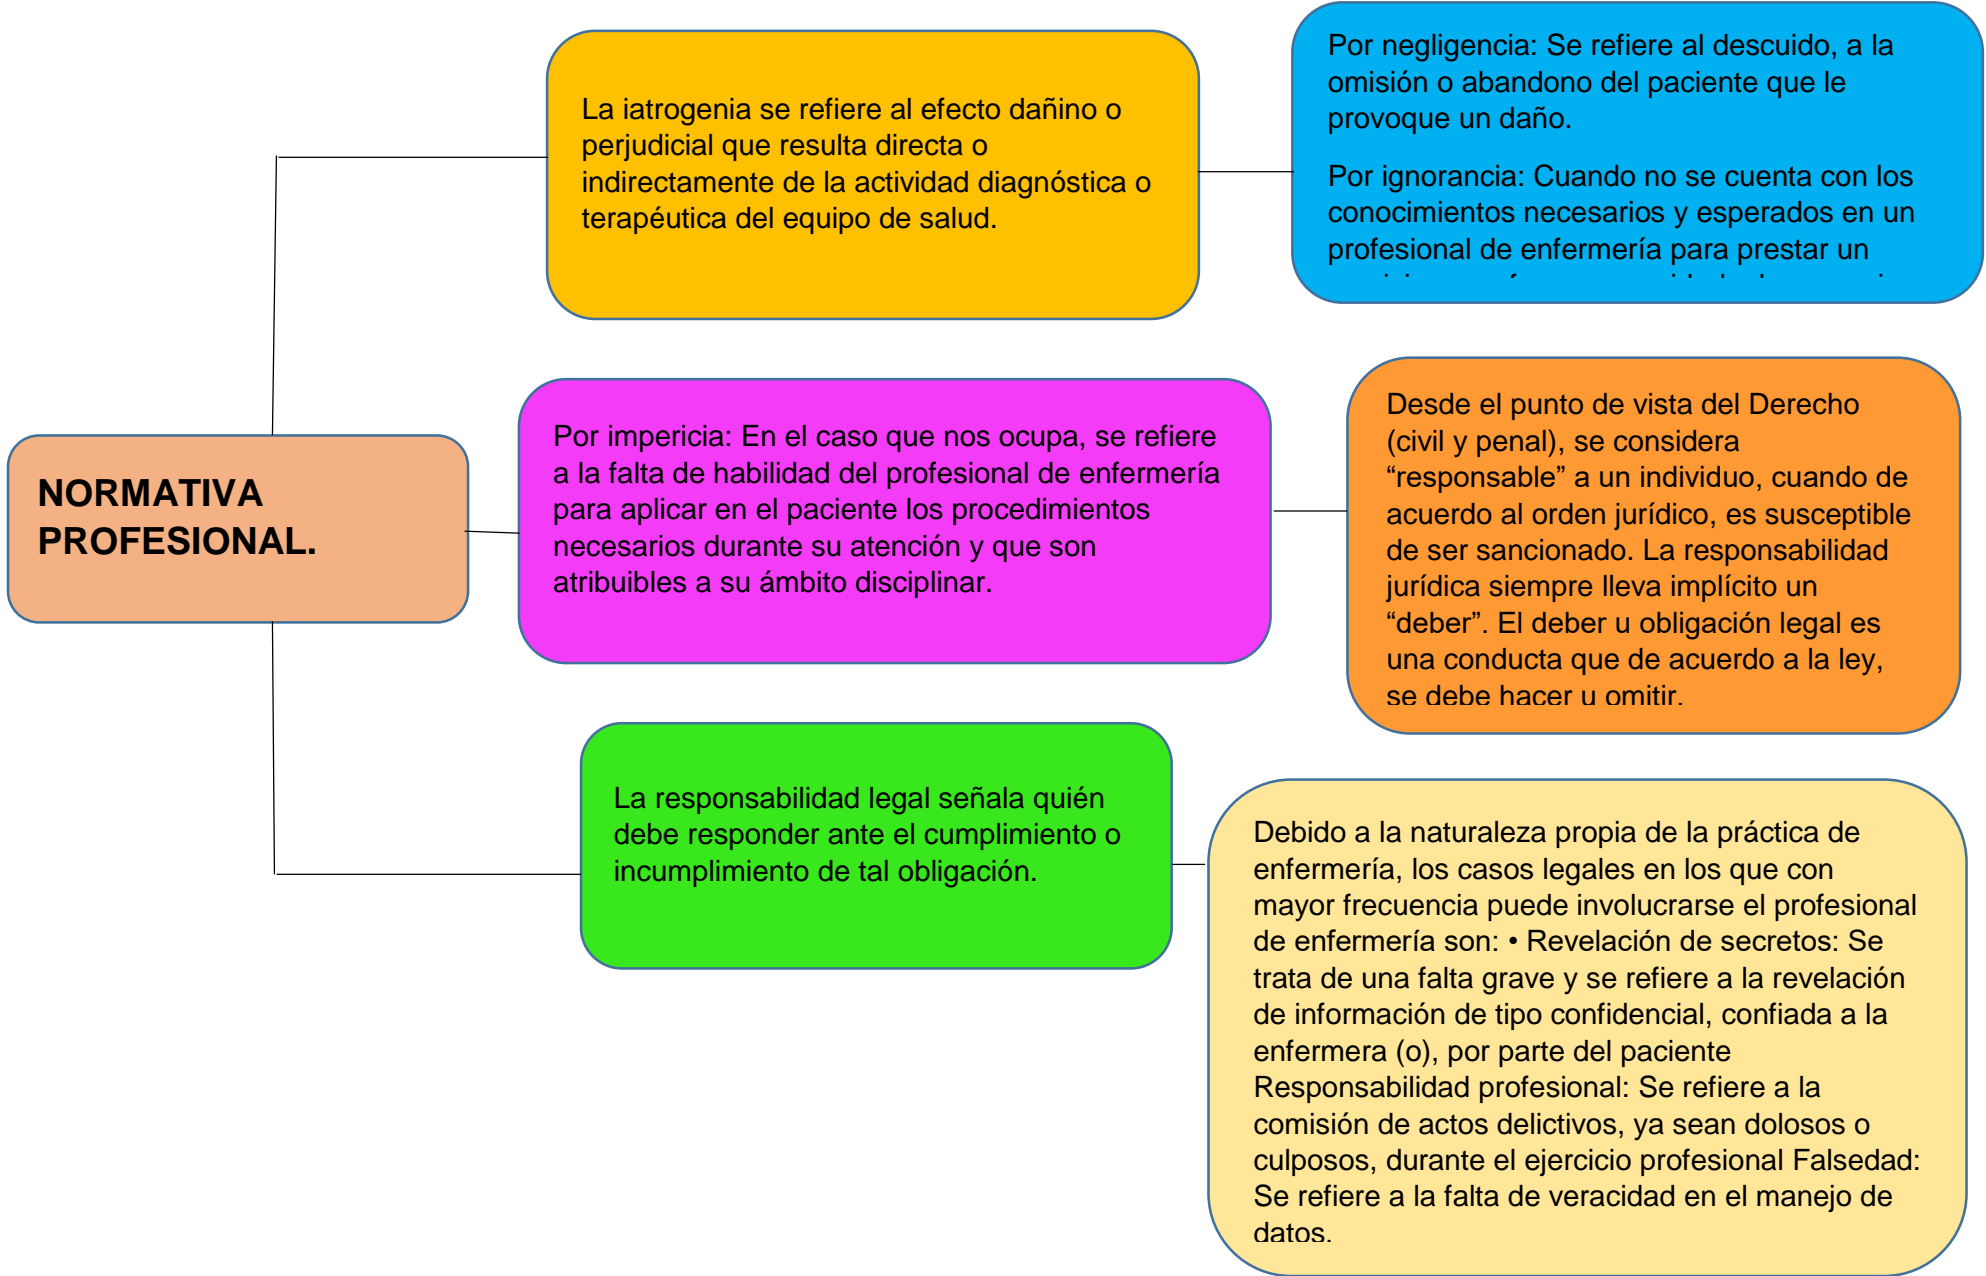 NORMATIVA
PROFESIONAL.
La iatrogenia se refiere al efecto dañino o
perjudicial que resulta directa o
indirectamente de la actividad diagnóstica o
terapéutica del equipo de salud.
Por negligencia: Se refiere al descuido, a la
omisión o abandono del paciente que le
provoque un daño.
Por ignorancia: Cuando no se cuenta con los
conocimientos necesarios y esperados en un
profesional de enfermería para prestar un
Por impericia: En el caso que nos ocupa, se refiere
a la falta de habilidad del profesional de enfermería
para aplicar en el paciente los procedimientos
necesarios durante su atención y que son
atribuibles a su ámbito disciplinar.
Desde el punto de vista del Derecho
(civil y penal), se considera
“responsable” a un individuo, cuando de
acuerdo al orden jurídico, es susceptible
de ser sancionado. La responsabilidad
jurídica siempre lleva implícito un
“deber”. El deber u obligación legal es
una conducta que de acuerdo a la ley,
se debe hacer u omitir.
La responsabilidad legal señala quién
debe responder ante el cumplimiento o
incumplimiento de tal obligación.
Debido a la naturaleza propia de la práctica de
enfermería, los casos legales en los que con
mayor frecuencia puede involucrarse el profesional
de enfermería son: • Revelación de secretos: Se
trata de una falta grave y se refiere a la revelación
de información de tipo confidencial, confiada a la
enfermera (o), por parte del paciente
Responsabilidad profesional: Se refiere a la
comisión de actos delictivos, ya sean dolosos o
culposos, durante el ejercicio profesional Falsedad:
Se refiere a la falta de veracidad en el manejo de
datos.